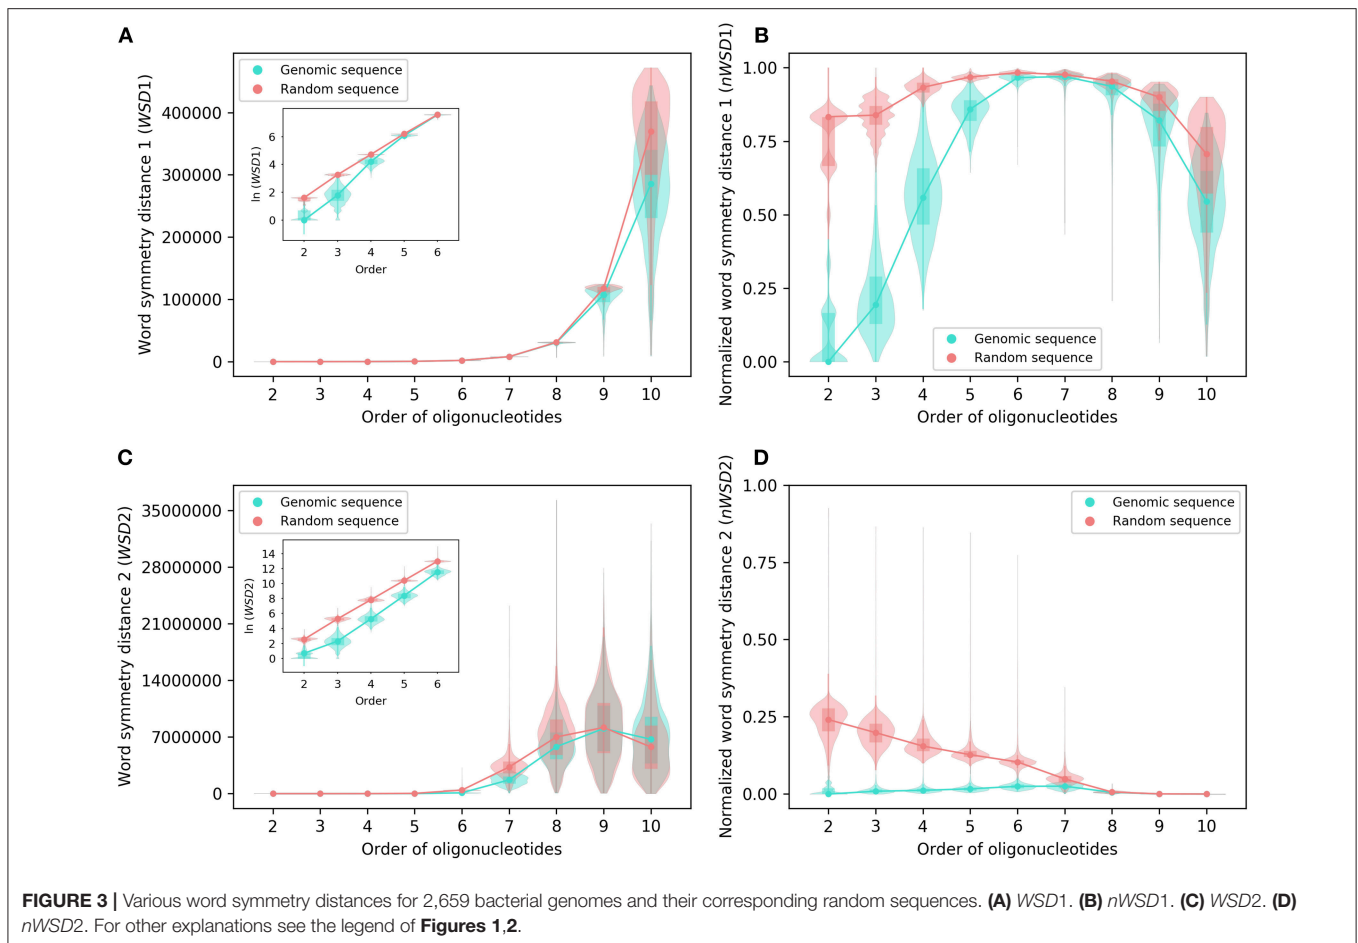 A
Word symmetry distance 1 (WSD1)
400000
300000
200000
100000
0
Genomic sequence
Random sequence
ln (WSD1)
6
4
2
0
2 3 4 5 6
Order
2 3 4 5 6 7 8 9 10
Order of oligonucleotides
B
Normalized word symmetry distance 1 (nWSD1)
1.00
0.75
0.50
0.25
0.00
Genomic sequence
Random sequence
2 3 4 5 6 7 8 9 10
Order of oligonucleotides
C
Word symmetry distance 2 (WSD2)
35000000
28000000
21000000
14000000
7000000
0
Genomic sequence
Random sequence
ln (WSD2)
14
12
10
8
6
4
2
0
2 3 4 5 6
Order
2 3 4 5 6 7 8 9 10
Order of oligonucleotides
D
Normalized word symmetry distance 2 (nWSD2)
1.00
0.75
0.50
0.25
0.00
Genomic sequence
Random sequence
2 3 4 5 6 7 8 9 10
Order of oligonucleotides
FIGURE 3 | Various word symmetry distances for 2,659 bacterial genomes and their corresponding random sequences. (A) WSD1. (B) nWSD1. (C) WSD2. (D)
nWSD2. For other explanations see the legend of Figures 1,2.